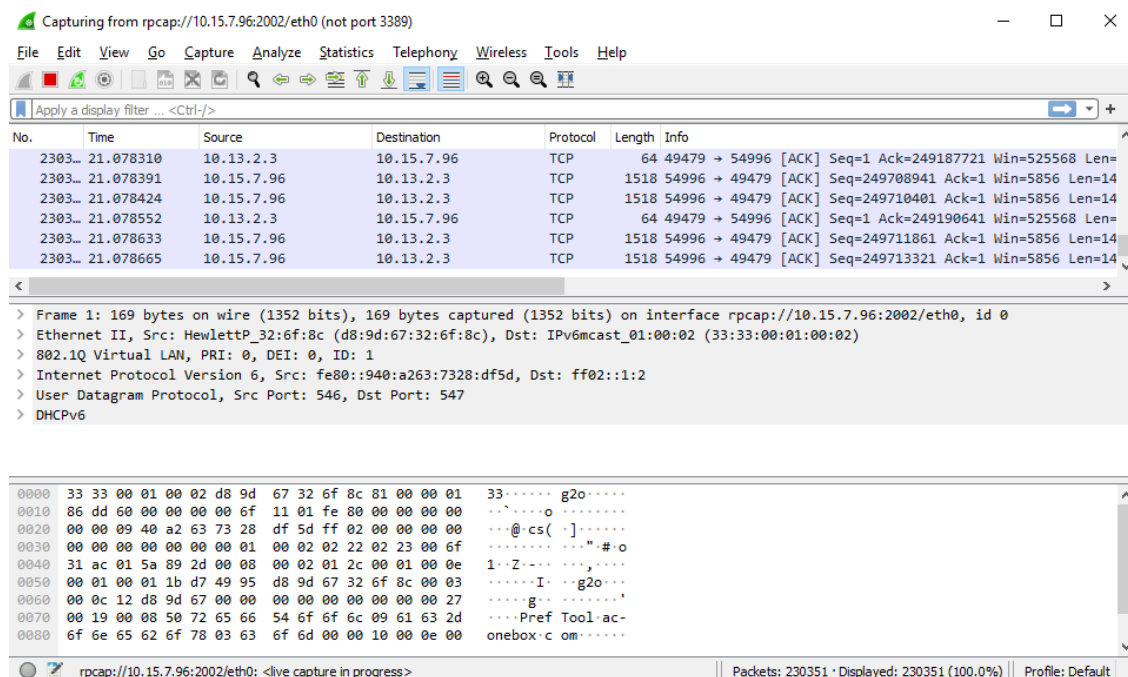 Capturing from rpcap://10.15.7.96:2002/eth0 (not port 3389)
File Edit View Go Capture Analyze Statistics Telephony Wireless Tools Help
Apply a display filter ... <Ctrl-/>
No. Time Source Destination Protocol Length Info
2303… 21.078310 10.13.2.3 10.15.7.96 TCP 64 49479 → 54996 [ACK] Seq=1 Ack=249187721 Win=525568 Len=
2303… 21.078391 10.15.7.96 10.13.2.3 TCP 1518 54996 → 49479 [ACK] Seq=249708941 Ack=1 Win=5856 Len=14
2303… 21.078424 10.15.7.96 10.13.2.3 TCP 1518 54996 → 49479 [ACK] Seq=249710401 Ack=1 Win=5856 Len=14
2303… 21.078552 10.13.2.3 10.15.7.96 TCP 64 49479 → 54996 [ACK] Seq=1 Ack=249190641 Win=525568 Len=
2303… 21.078633 10.15.7.96 10.13.2.3 TCP 1518 54996 → 49479 [ACK] Seq=249711861 Ack=1 Win=5856 Len=14
2303… 21.078665 10.15.7.96 10.13.2.3 TCP 1518 54996 → 49479 [ACK] Seq=249713321 Ack=1 Win=5856 Len=14
> Frame 1: 169 bytes on wire (1352 bits), 169 bytes captured (1352 bits) on interface rpcap://10.15.7.96:2002/eth0, id 0
> Ethernet II, Src: HewlettP_32:6f:8c (d8:9d:67:32:6f:8c), Dst: IPv6mcast_01:00:02 (33:33:00:01:00:02)
> 802.1Q Virtual LAN, PRI: 0, DEI: 0, ID: 1
> Internet Protocol Version 6, Src: fe80::940:a263:7328:df5d, Dst: ff02::1:2
> User Datagram Protocol, Src Port: 546, Dst Port: 547
> DHCPv6
0000 33 33 00 01 00 02 d8 9d 67 32 6f 8c 81 00 00 01 33······ g2o·····
0010 86 dd 60 00 00 00 00 6f 11 01 fe 80 00 00 00 00 ··`····o ········
0020 00 00 09 40 a2 63 73 28 df 5d ff 02 00 00 00 00 ···@·cs( ·]······
0030 00 00 00 00 00 00 00 01 00 02 02 22 02 23 00 6f ········ ···"·#·o
0040 31 ac 01 5a 89 2d 00 08 00 02 01 2c 00 01 00 0e 1··Z·-·· ···,····
0050 00 01 00 01 1b d7 49 95 d8 9d 67 32 6f 8c 00 03 ······I· ··g2o···
0060 00 0c 12 d8 9d 67 00 00 00 00 00 00 00 00 00 27 ·····g·· ·······'
0070 00 19 00 08 50 72 65 66 54 6f 6f 6c 09 61 63 2d ····Pref Tool·ac-
0080 6f 6e 65 62 6f 78 03 63 6f 6d 00 00 10 00 0e 00 onebox·c om······
rpcap://10.15.7.96:2002/eth0: <live capture in progress> Packets: 230351 · Displayed: 230351 (100.0%) Profile: Default